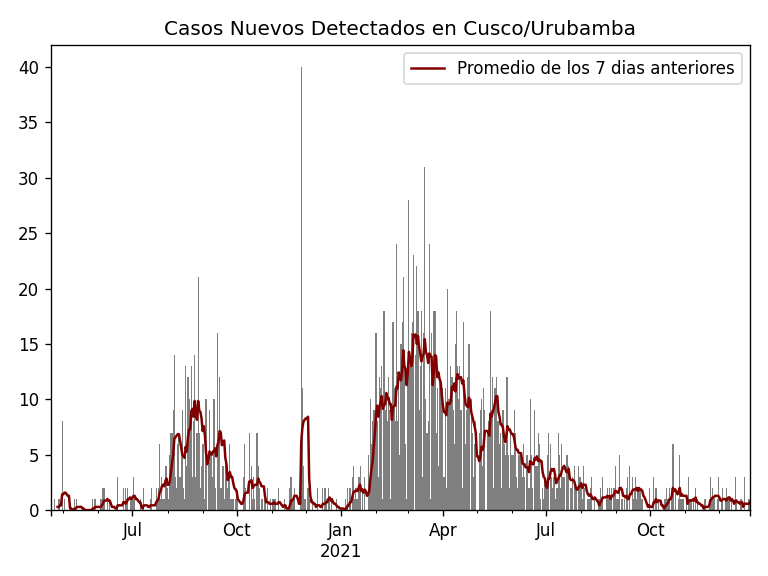 Casos Nuevos Detectados en Cusco/Urubamba
Promedio de los 7 dias anteriores
40
35
30
25
20
15
10
5
0
Jul
Oct
Jan
Apr
Jul
Oct
2021